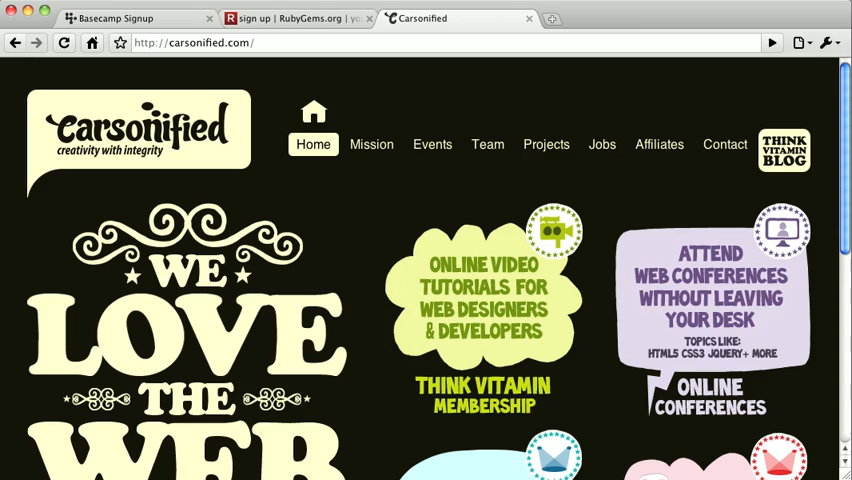 Basecamp Signup
sign up | RubyGems.org |
Carsonified
http://carsonified.com/
Carsonified
creativity with integrity
Home
Mission
Events
Team
Projects
Jobs
Affiliates
Contact
THINK
VITAMIN
BLOG
WE
LOVE
THE
WEB
ONLINE VIDEO
TUTORIALS FOR
WEB DESIGNERS
& DEVELOPERS
THINK VITAMIN
MEMBERSHIP
ATTEND
WEB CONFERENCES
WITHOUT LEAVING
YOUR DESK
TOPICS LIKE:
HTML5 CSS3 JQUERY+ MORE
ONLINE
CONFERENCES